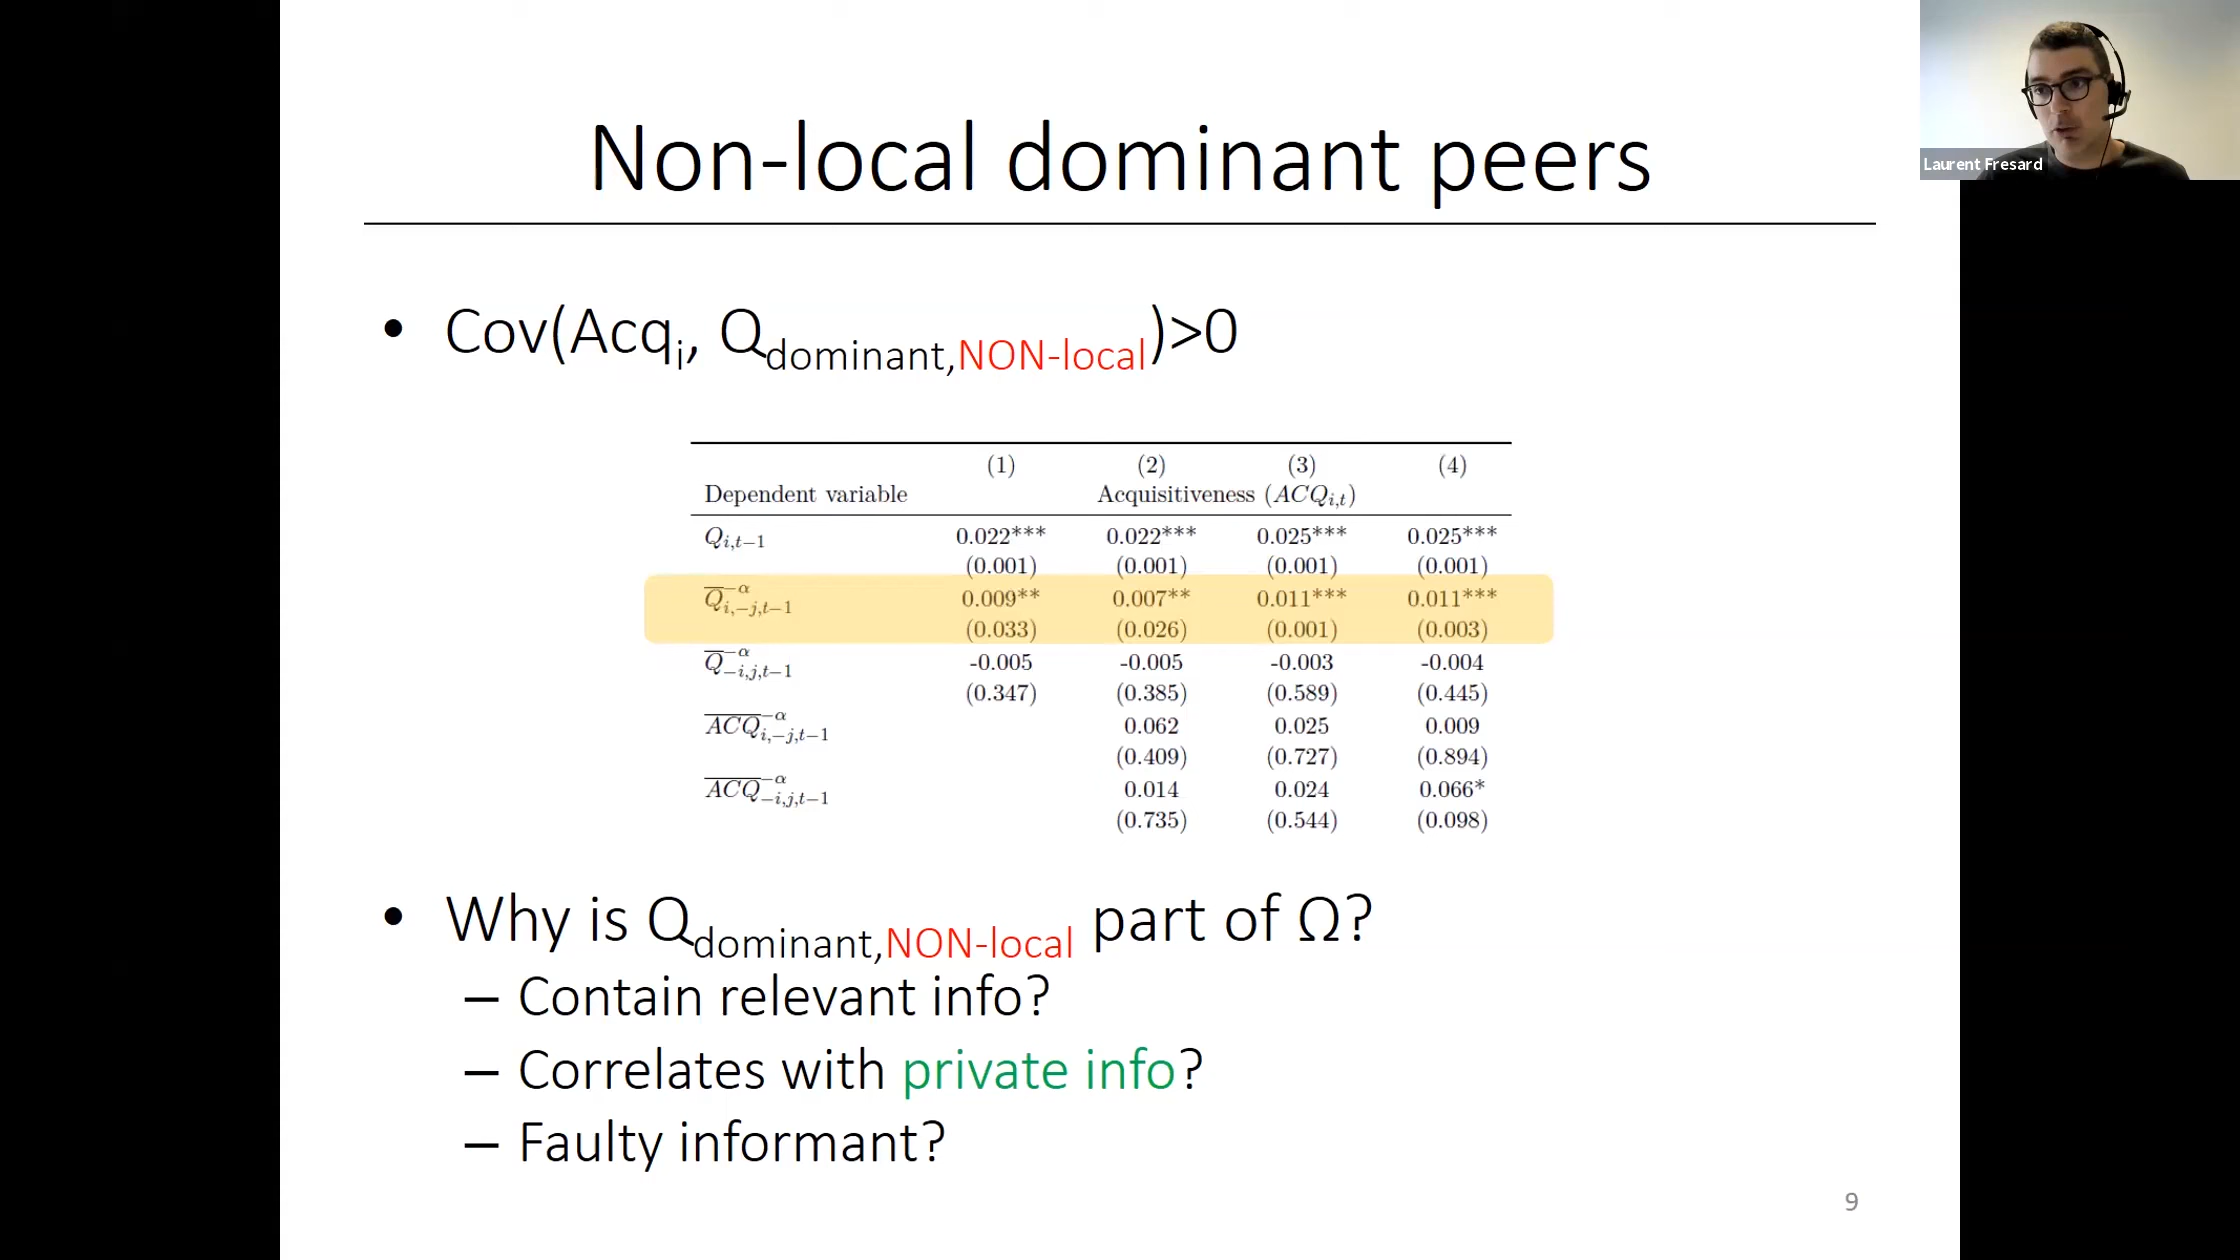 Laurent Fresard
Non-local dominant peers
• Cov(Acqᵢ, Q_dominant,NON-local)>0
(1) (2) (3) (4)
Dependent variable Acquisitiveness (ACQ_i,t)
Q_i,t−1 0.022*** 0.022*** 0.025*** 0.025***
(0.001) (0.001) (0.001) (0.001)
Q̅^−α_i,−j,t−1 0.009** 0.007** 0.011*** 0.011***
(0.033) (0.026) (0.001) (0.003)
Q̅^−α_−i,j,t−1 -0.005 -0.005 -0.003 -0.004
(0.347) (0.385) (0.589) (0.445)
A̅C̅Q̅^−α_i,−j,t−1 0.062 0.025 0.009
(0.409) (0.727) (0.894)
A̅C̅Q̅^−α_−i,j,t−1 0.014 0.024 0.066*
(0.735) (0.544) (0.098)
• Why is Q_dominant,NON-local part of Ω?
– Contain relevant info?
– Correlates with private info?
– Faulty informant?
9